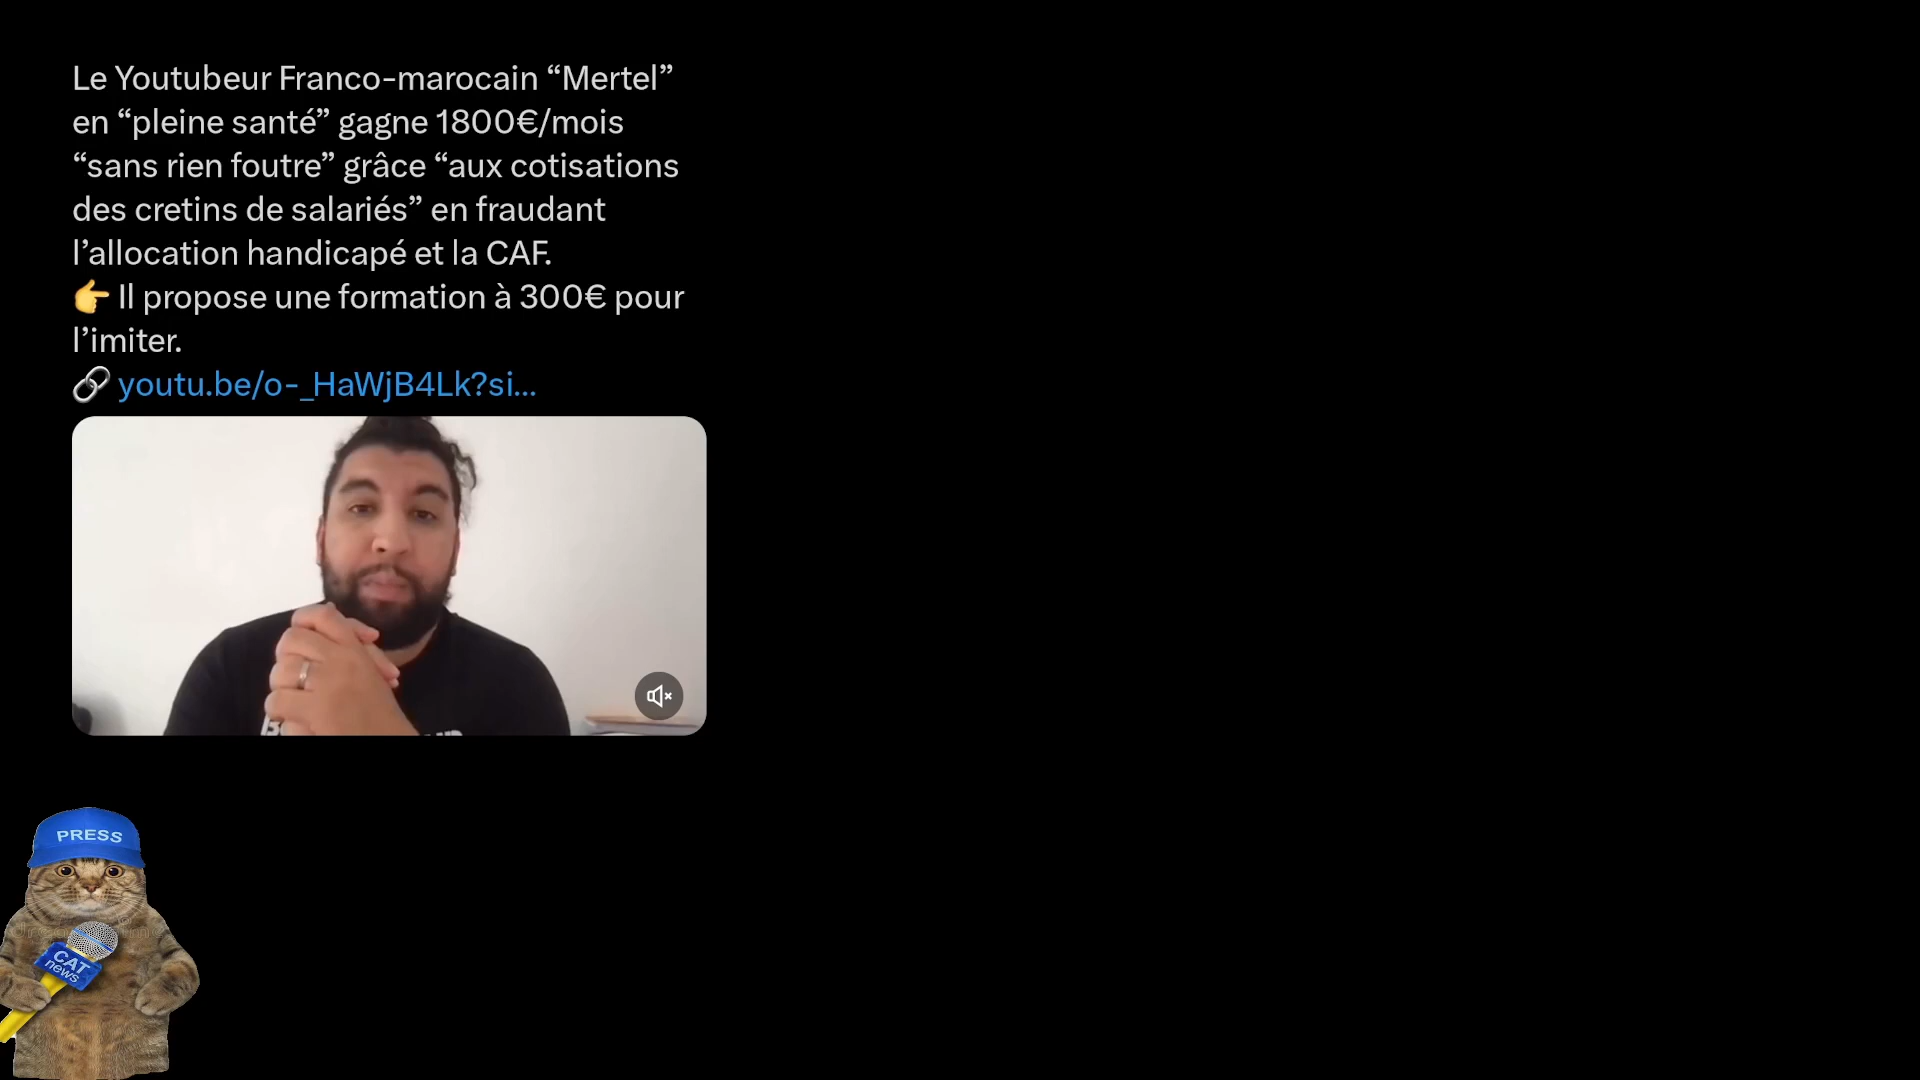 Le Youtubeur Franco-marocain “Mertel”
en “pleine santé” gagne 1800€/mois
“sans rien foutre” grâce “aux cotisations
des cretins de salariés” en fraudant
l’allocation handicapé et la CAF.
👉 Il propose une formation à 300€ pour
l’imiter.
🔗 youtu.be/o-_HaWjB4Lk?si...
PRESS
CAT
news